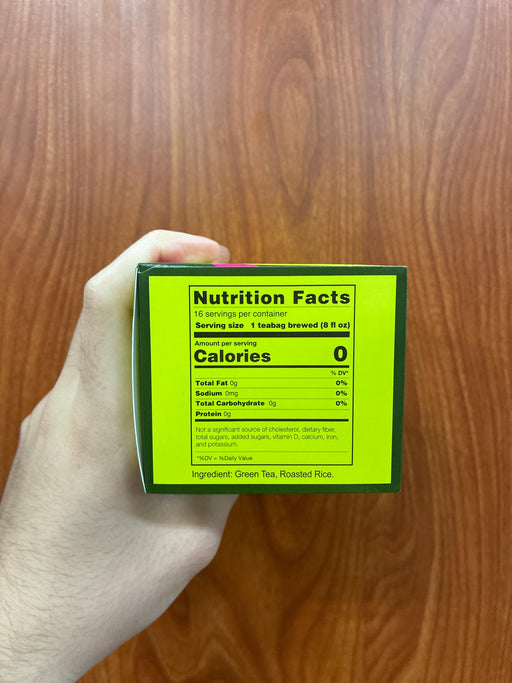 Nutrition Facts
16 servings per container
Serving size 1 teabag brewed (8 fl oz)
Amount per serving
Calories 0
% DV*
Total Fat 0g 0%
Sodium 0mg 0%
Total Carbohydrate 0g 0%
Protein 0g
Not a significant source of cholesterol, dietary fiber,
total sugars, added sugars, vitamin D, calcium, iron,
and potassium.
*%DV = %Daily Value
Ingredient: Green Tea, Roasted Rice.